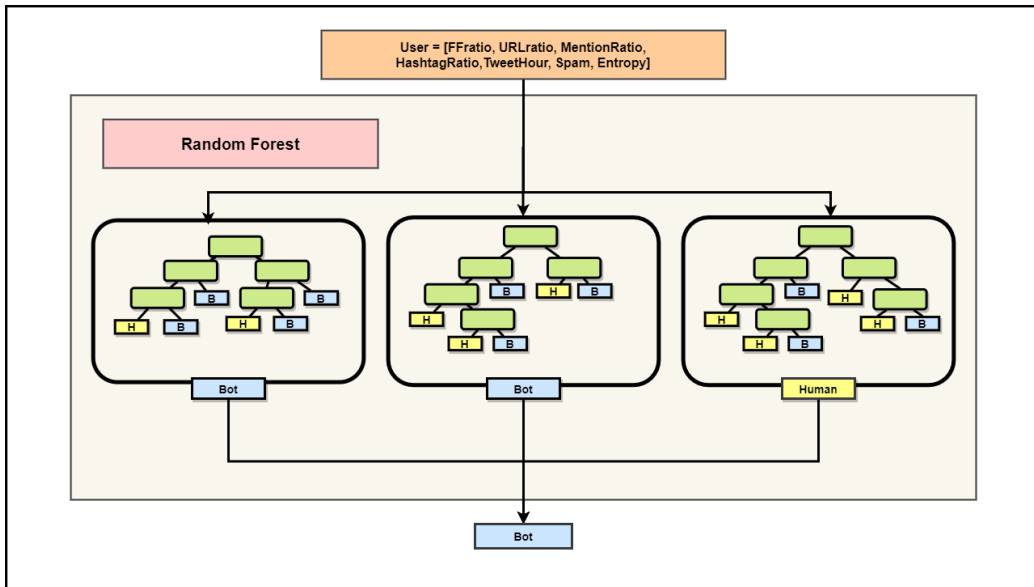 User = [FFratio, URLratio, MentionRatio,
HashtagRatio,TweetHour, Spam, Entropy]
Random Forest
B
B
H
B
H
B
B
H
B
H
H
B
B
H
H
H
B
H
B
Bot
Bot
Human
Bot